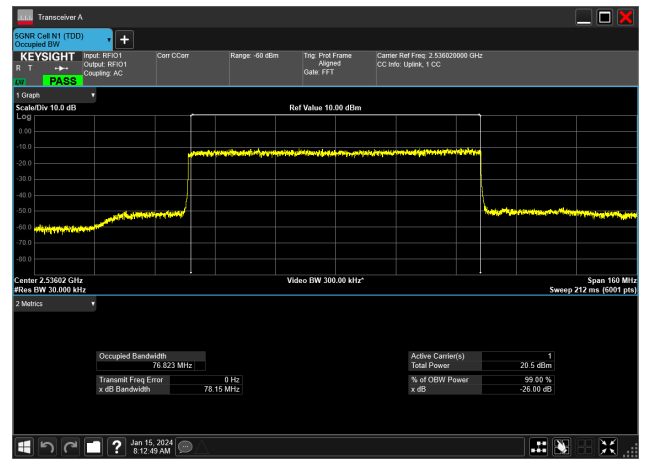 Transceiver A
5GNR Cell N1 (TDD)
Occupied BW
KEYSIGHT
R T
LW PASS
Input: RFIO1
Output: RFIO1
Coupling: AC
Corr CCorr
Range: -60 dBm
Trig: Prot Frame
Aligned
Gate: FFT
Carrier Ref Freq: 2.536020000 GHz
CC Info: Uplink, 1 CC
1 Graph
Scale/Div 10.0 dB
Ref Value 10.00 dBm
Log
0.00
-10.0
-20.0
-30.0
-40.0
-50.0
-60.0
-70.0
-80.0
Center 2.53602 GHz
Video BW 300.00 kHz*
Span 160 MHz
#Res BW 30.000 kHz
Sweep 212 ms (6001 pts)
2 Metrics
Occupied Bandwidth
76.823 MHz
Transmit Freq Error 0 Hz
x dB Bandwidth 78.15 MHz
Active Carrier(s) 1
Total Power 20.5 dBm
% of OBW Power 99.00 %
x dB -26.00 dB
?
Jan 15, 2024
8:12:49 AM